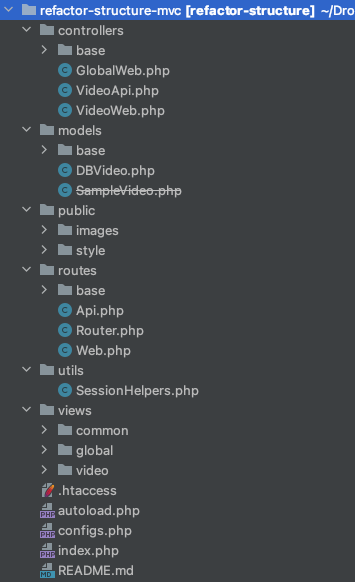 refactor-structure-mvc [refactor-structure] ~/Dro
controllers
base
GlobalWeb.php
VideoApi.php
VideoWeb.php
models
base
DBVideo.php
SampleVideo.php
public
images
style
routes
base
Api.php
Router.php
Web.php
utils
SessionHelpers.php
views
common
global
video
.htaccess
autoload.php
configs.php
index.php
README.md